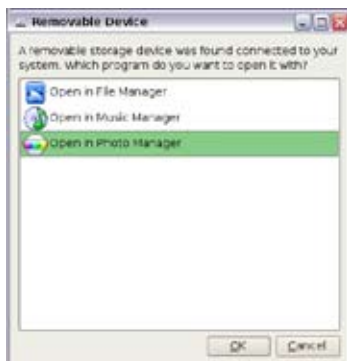 Removable Device
A removable storage device was found connected to your
system. Which program do you want to open it with?
Open in File Manager
Open in Music Manager
Open in Photo Manager
OK
Cancel